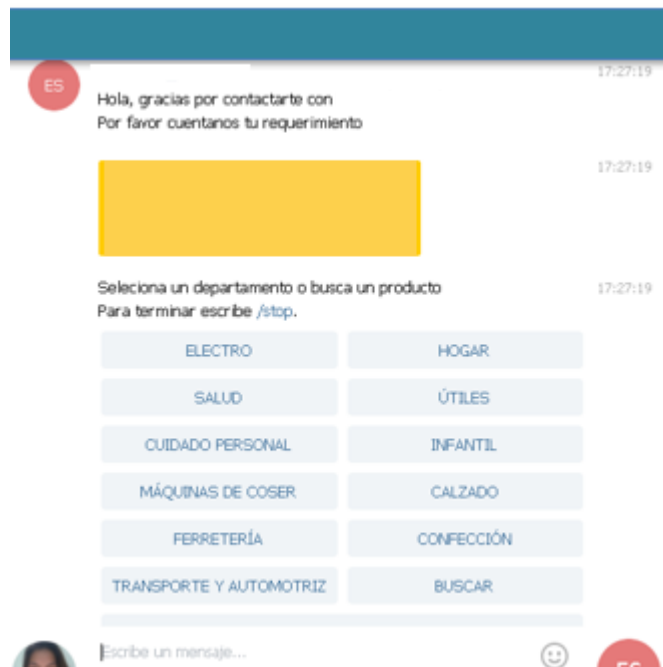 ES
17:27:19
Hola, gracias por contactarte con
Por favor cuentanos tu requerimiento
17:27:19
Seleciona un departamento o busca un producto
17:27:19
Para terminar escribe /stop.
ELECTRO
HOGAR
SALUD
ÚTILES
CUIDADO PERSONAL
INFANTIL
MÁQUINAS DE COSER
CALZADO
FERRETERÍA
CONFECCIÓN
TRANSPORTE Y AUTOMOTRIZ
BUSCAR
Escribe un mensaje...
ES